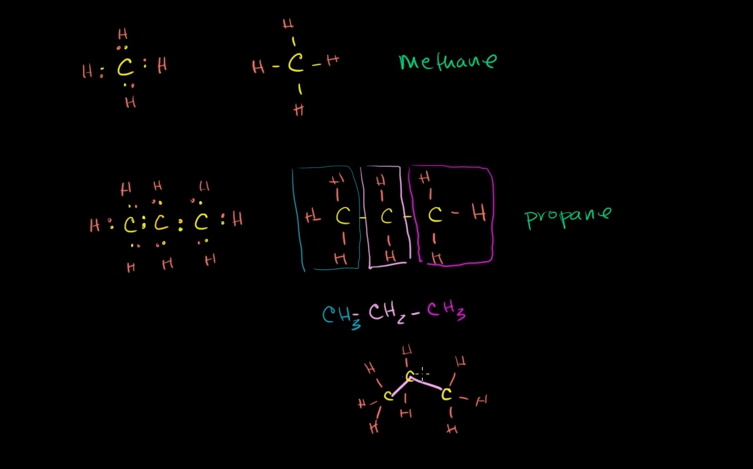 H
H : C : H
H
H
H - C - H
H
methane
H H H
H : C : C : C : H
H H H
H H H
H C - C - C - H
H H H
propane
CH3 - CH2 - CH3
H H H
C
H - C C - H
H H H